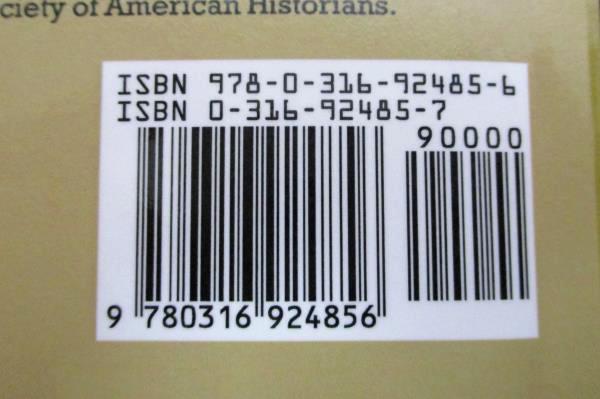 ciety of American Historians.
ISBN 978-0-316-92485-6
ISBN 0-316-92485-7
90000
9 780316 924856